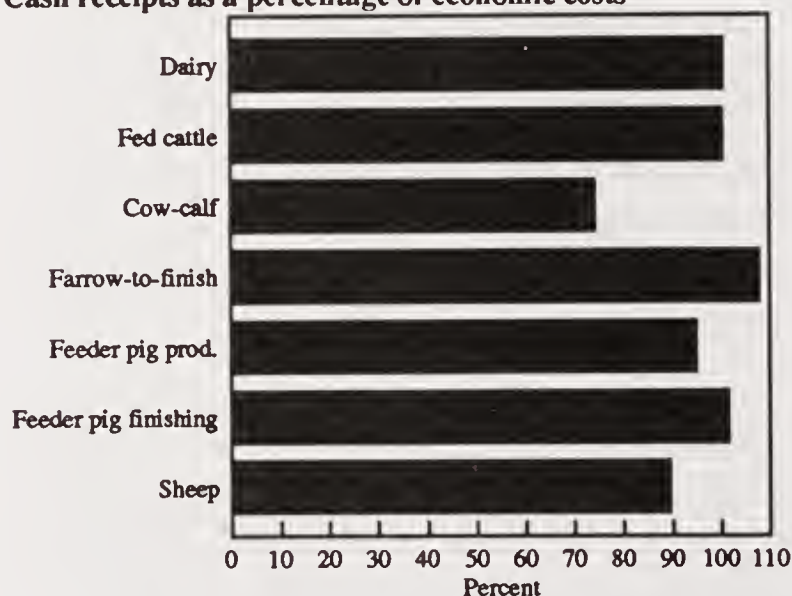 Cash receipts as a percentage of economic costs
Dairy
Fed cattle
Cow-calf
Farrow-to-finish
Feeder pig prod.
Feeder pig finishing
Sheep
0 10 20 30 40 50 60 70 80 90 100 110
Percent